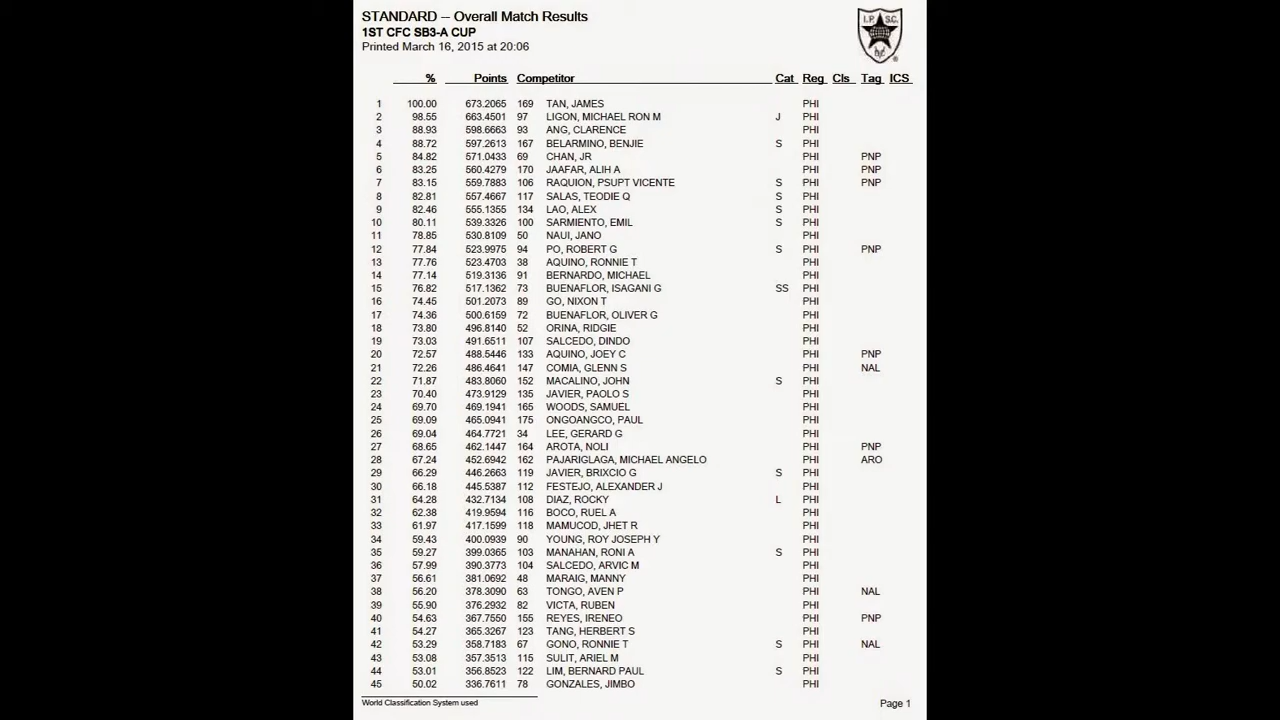 STANDARD -- Overall Match Results
1ST CFC SB3-A CUP
Printed March 16, 2015 at 20:06
I.P.S.C.
% Points Competitor Cat Reg Cls Tag ICS
1 100.00 673.2065 169 TAN, JAMES PHI
2 98.55 663.4501 97 LIGON, MICHAEL RON M J PHI
3 88.93 598.6663 93 ANG, CLARENCE PHI
4 88.72 597.2613 167 BELARMINO, BENJIE S PHI
5 84.82 571.0433 69 CHAN, JR PHI PNP
6 83.25 560.4279 170 JAAFAR, ALIH A PHI PNP
7 83.15 559.7883 106 RAQUION, PSUPT VICENTE S PHI PNP
8 82.81 557.4667 117 SALAS, TEODIE Q S PHI
9 82.46 555.1355 134 LAO, ALEX S PHI
10 80.11 539.3326 100 SARMIENTO, EMIL S PHI
11 78.85 530.8109 50 NAUI, JANO PHI
12 77.84 523.9975 94 PO, ROBERT G S PHI PNP
13 77.76 523.4703 38 AQUINO, RONNIE T PHI
14 77.14 519.3136 91 BERNARDO, MICHAEL PHI
15 76.82 517.1362 73 BUENAFLOR, ISAGANI G SS PHI
16 74.45 501.2073 89 GO, NIXON T PHI
17 74.36 500.6159 72 BUENAFLOR, OLIVER G PHI
18 73.80 496.8140 52 ORINA, RIDGIE PHI
19 73.03 491.6511 107 SALCEDO, DINDO PHI
20 72.57 488.5446 133 AQUINO, JOEY C PHI PNP
21 72.26 486.4641 147 COMIA, GLENN S PHI NAL
22 71.87 483.8060 152 MACALINO, JOHN S PHI
23 70.40 473.9129 135 JAVIER, PAOLO S PHI
24 69.70 469.1941 165 WOODS, SAMUEL PHI
25 69.09 465.0941 175 ONGOANGCO, PAUL PHI
26 69.04 464.7721 34 LEE, GERARD G PHI
27 68.65 462.1447 164 AROTA, NOLI PHI PNP
28 67.24 452.6942 162 PAJARIGLAGA, MICHAEL ANGELO PHI ARO
29 66.29 446.2663 119 JAVIER, BRIXCIO G S PHI
30 66.18 445.5387 112 FESTEJO, ALEXANDER J PHI
31 64.28 432.7134 108 DIAZ, ROCKY L PHI
32 62.38 419.9594 116 BOCO, RUEL A PHI
33 61.97 417.1599 118 MAMUCOD, JHET R PHI
34 59.43 400.0939 90 YOUNG, ROY JOSEPH Y PHI
35 59.27 399.0365 103 MANAHAN, RONI A S PHI
36 57.99 390.3773 104 SALCEDO, ARVIC M PHI
37 56.61 381.0692 48 MARAIG, MANNY PHI
38 56.20 378.3090 63 TONGO, AVEN P PHI NAL
39 55.90 376.2932 82 VICTA, RUBEN PHI
40 54.63 367.7550 155 REYES, IRENEO PHI PNP
41 54.27 365.3267 123 TANG, HERBERT S PHI
42 53.29 358.7183 67 GONO, RONNIE T S PHI NAL
43 53.08 357.3513 115 SULIT, ARIEL M PHI
44 53.01 356.8523 122 LIM, BERNARD PAUL S PHI
45 50.02 336.7611 78 GONZALES, JIMBO PHI
World Classification System used Page 1